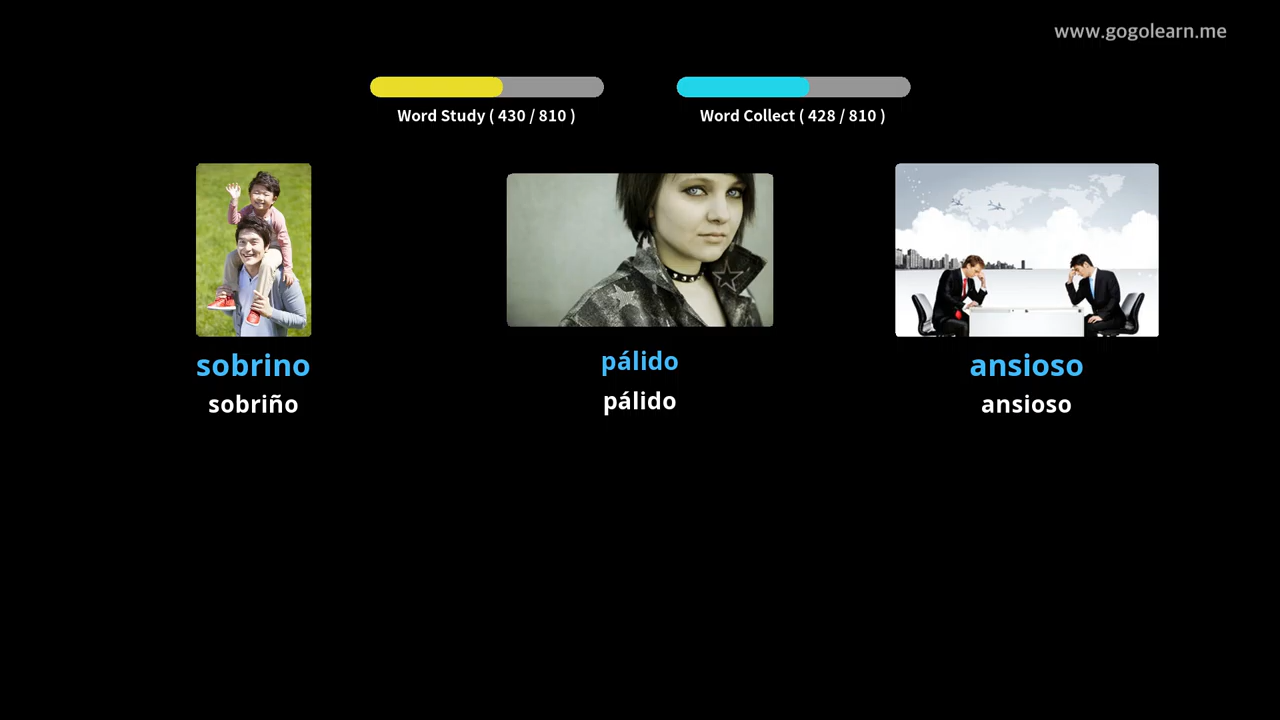 www.gogolearn.me
Word Study ( 430 / 810 )
Word Collect ( 428 / 810 )
sobrino
sobriño
pálido
pálido
ansioso
ansioso